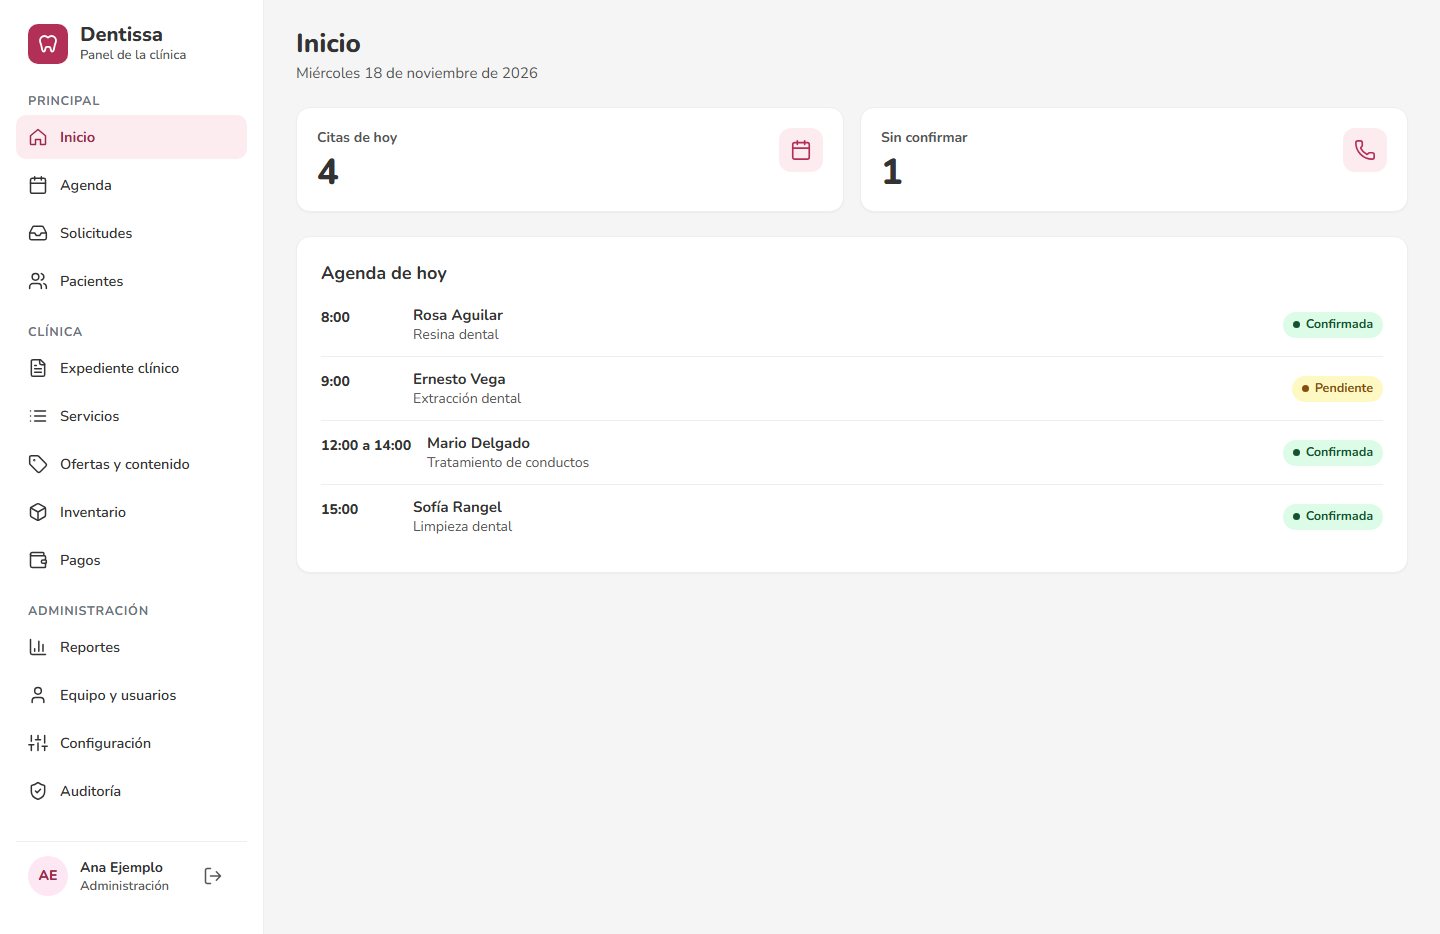 Dentissa
Panel de la clínica
PRINCIPAL
Inicio
Agenda
Solicitudes
Pacientes
CLÍNICA
Expediente clínico
Servicios
Ofertas y contenido
Inventario
Pagos
ADMINISTRACIÓN
Reportes
Equipo y usuarios
Configuración
Auditoría
AE
Ana Ejemplo
Administración
Inicio
Miércoles 18 de noviembre de 2026
Citas de hoy
4
Sin confirmar
1
Agenda de hoy
8:00 Rosa Aguilar Confirmada
Resina dental
9:00 Ernesto Vega Pendiente
Extracción dental
12:00 a 14:00 Mario Delgado Confirmada
Tratamiento de conductos
15:00 Sofía Rangel Confirmada
Limpieza dental